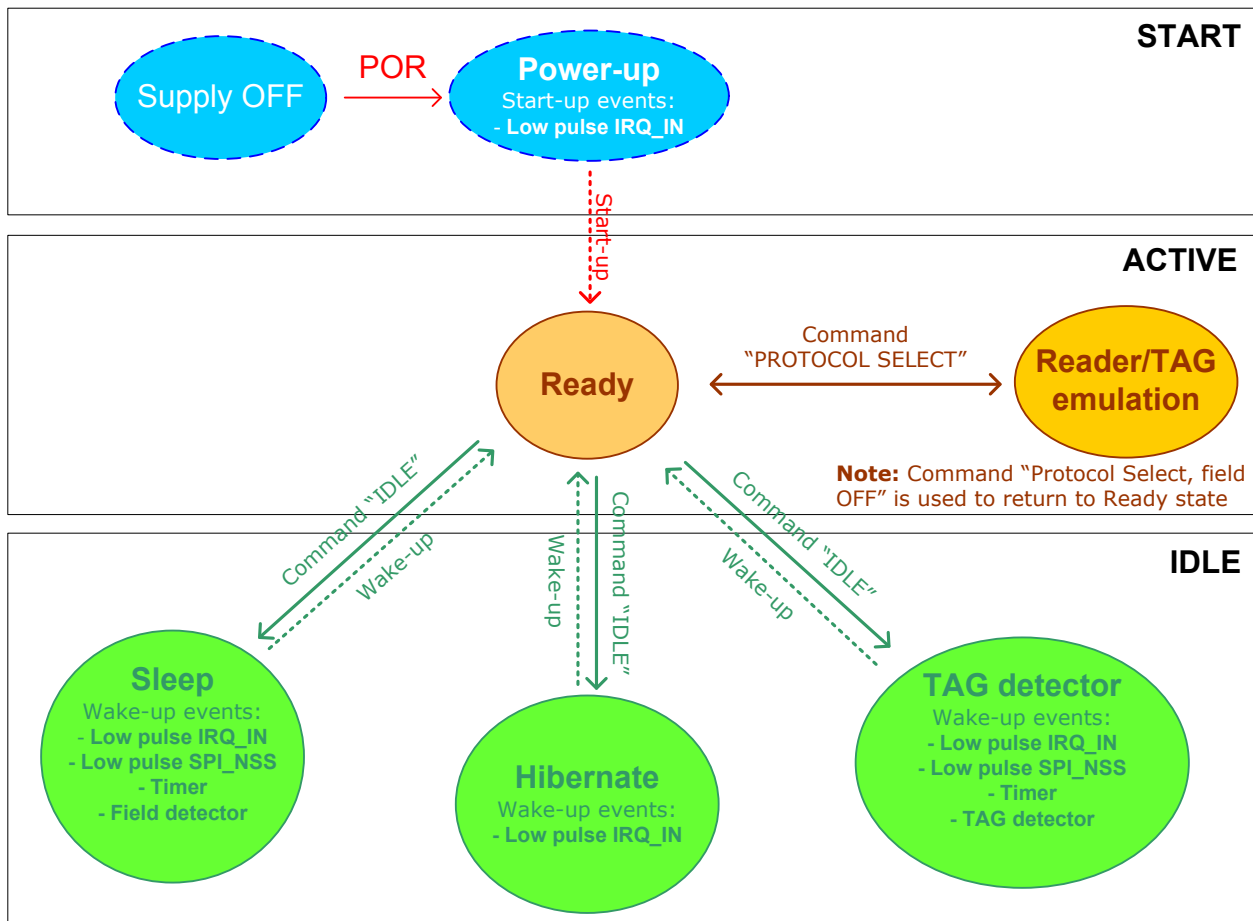 START
Supply OFF
POR
Power-up
Start-up events:
- Low pulse IRQ_IN
Start-up
ACTIVE
Ready
Command
“PROTOCOL SELECT”
Reader/TAG
emulation
Note: Command “Protocol Select, field
OFF” is used to return to Ready state
Command “IDLE”
Wake-up
Wake-up
Command “IDLE”
Command “IDLE”
Wake-up
IDLE
Sleep
Wake-up events:
- Low pulse IRQ_IN
- Low pulse SPI_NSS
- Timer
- Field detector
Hibernate
Wake-up events:
- Low pulse IRQ_IN
TAG detector
Wake-up events:
- Low pulse IRQ_IN
- Low pulse SPI_NSS
- Timer
- TAG detector